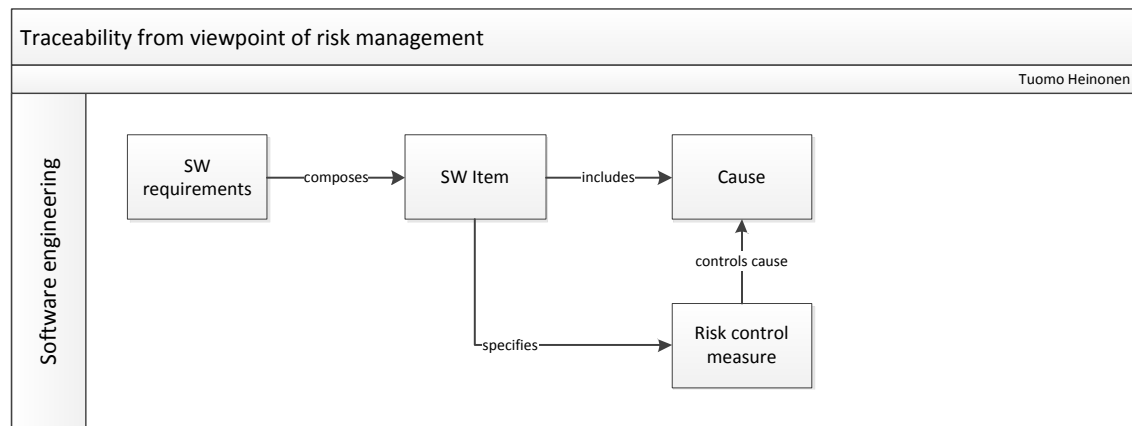 Traceability from viewpoint of risk management
Tuomo Heinonen
Software engineering
SW
requirements
composes
SW Item
includes
Cause
controls cause
specifies
Risk control
measure